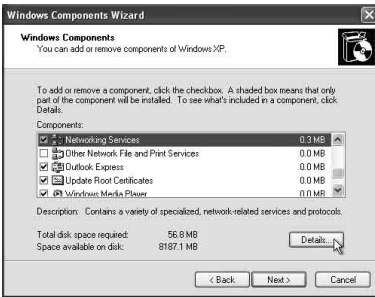 Windows Components Wizard
Windows Components
You can add or remove components of Windows XP.
To add or remove a component, click the checkbox. A shaded box means that only
part of the component will be installed. To see what's included in a component, click
Details.
Components:
Networking Services 0.3 MB
Other Network File and Print Services 0.0 MB
Outlook Express 0.0 MB
Update Root Certificates 0.0 MB
Windows Media Player 0.0 MB
Description: Contains a variety of specialized, network-related services and protocols.
Total disk space required: 56.8 MB
Space available on disk: 8187.1 MB
Details...
< Back Next > Cancel